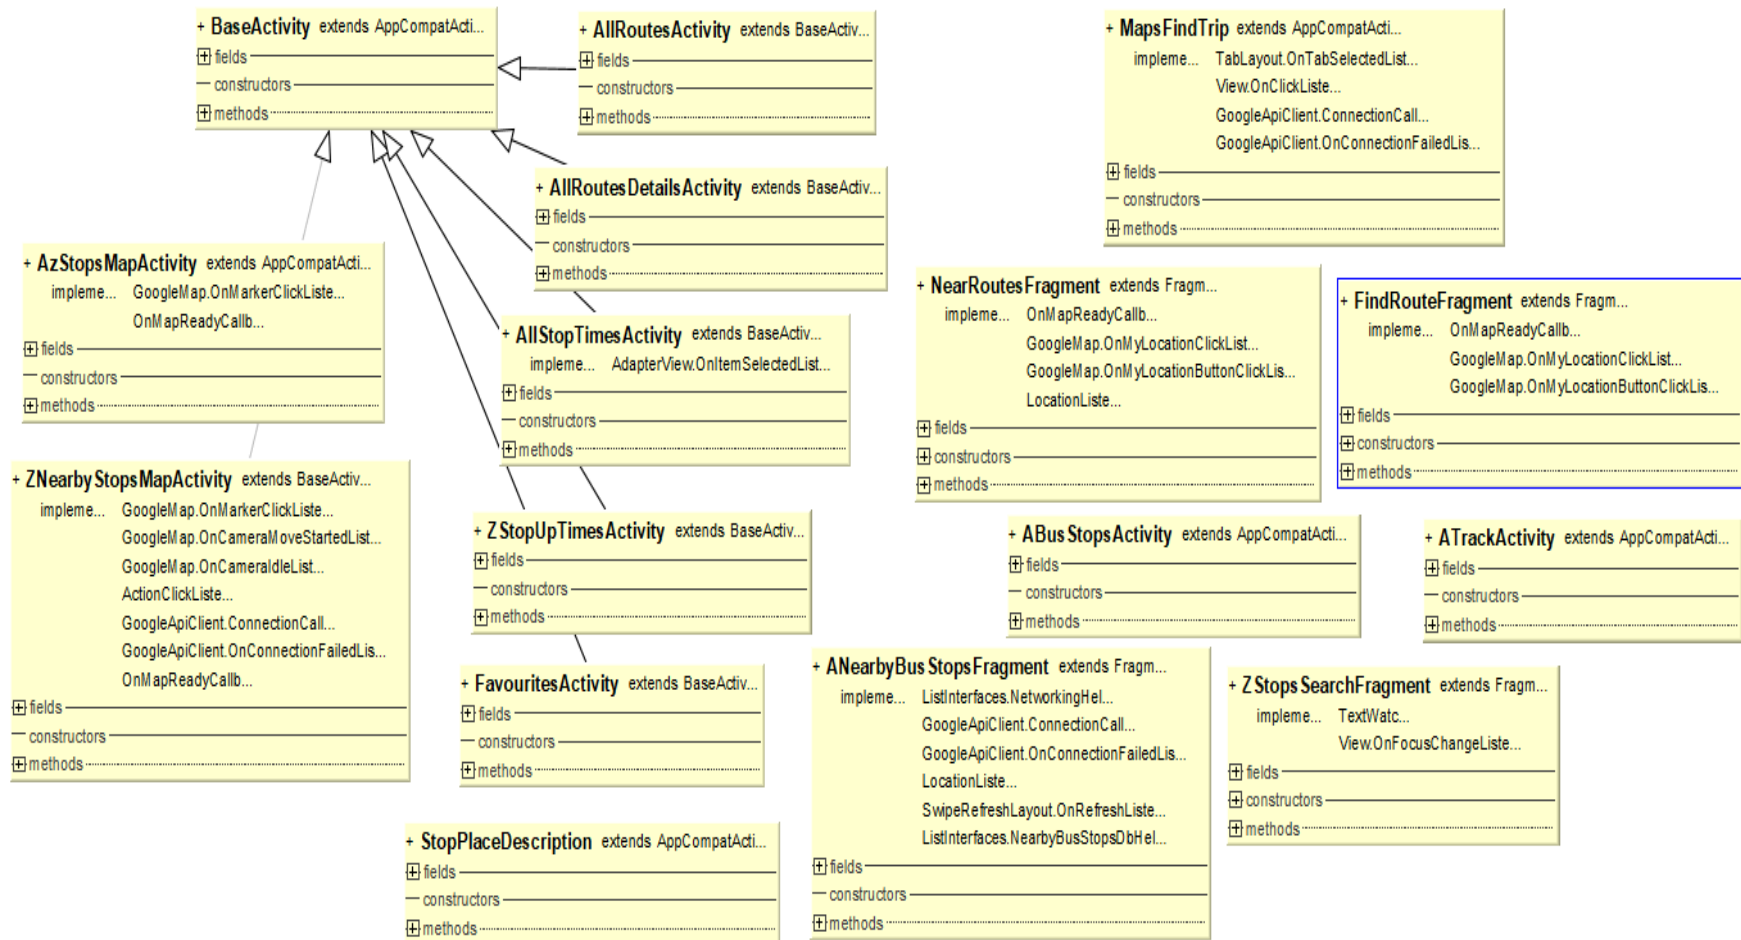 + BaseActivity extends AppCompatActi...
fields
constructors
methods
+ AllRoutesActivity extends BaseActiv...
fields
constructors
methods
+ MapsFindTrip extends AppCompatActi...
impleme... TabLayout.OnTabSelectedList...
View.OnClickListe...
GoogleApiClient.ConnectionCall...
GoogleApiClient.OnConnectionFailedLis...
fields
constructors
methods
+ AllRoutesDetailsActivity extends BaseActiv...
fields
constructors
methods
+ AzStopsMapActivity extends AppCompatActi...
impleme... GoogleMap.OnMarkerClickListe...
OnMapReadyCallb...
fields
constructors
methods
+ AllStopTimesActivity extends BaseActiv...
impleme... AdapterView.OnItemSelectedList...
fields
constructors
methods
+ NearRoutesFragment extends Fragm...
impleme... OnMapReadyCallb...
GoogleMap.OnMyLocationClickList...
GoogleMap.OnMyLocationButtonClickLis...
LocationListe...
fields
constructors
methods
+ FindRouteFragment extends Fragm...
impleme... OnMapReadyCallb...
GoogleMap.OnMyLocationClickList...
GoogleMap.OnMyLocationButtonClickLis...
fields
constructors
methods
+ ZNearbyStopsMapActivity extends BaseActiv...
impleme... GoogleMap.OnMarkerClickListe...
GoogleMap.OnCameraMoveStartedList...
GoogleMap.OnCameraIdleList...
ActionClickListe...
GoogleApiClient.ConnectionCall...
GoogleApiClient.OnConnectionFailedLis...
OnMapReadyCallb...
fields
constructors
methods
+ ZStopUpTimesActivity extends BaseActiv...
fields
constructors
methods
+ ABusStopsActivity extends AppCompatActi...
fields
constructors
methods
+ ATrackActivity extends AppCompatActi...
fields
constructors
methods
+ FavouritesActivity extends BaseActiv...
fields
constructors
methods
+ ANearbyBusStopsFragment extends Fragm...
impleme... ListInterfaces.NetworkingHel...
GoogleApiClient.ConnectionCall...
GoogleApiClient.OnConnectionFailedLis...
LocationListe...
SwipeRefreshLayout.OnRefreshListe...
ListInterfaces.NearbyBusStopsDbHel...
fields
constructors
methods
+ ZStopsSearchFragment extends Fragm...
impleme... TextWatc...
View.OnFocusChangeListe...
fields
constructors
methods
+ StopPlaceDescription extends AppCompatActi...
fields
constructors
methods